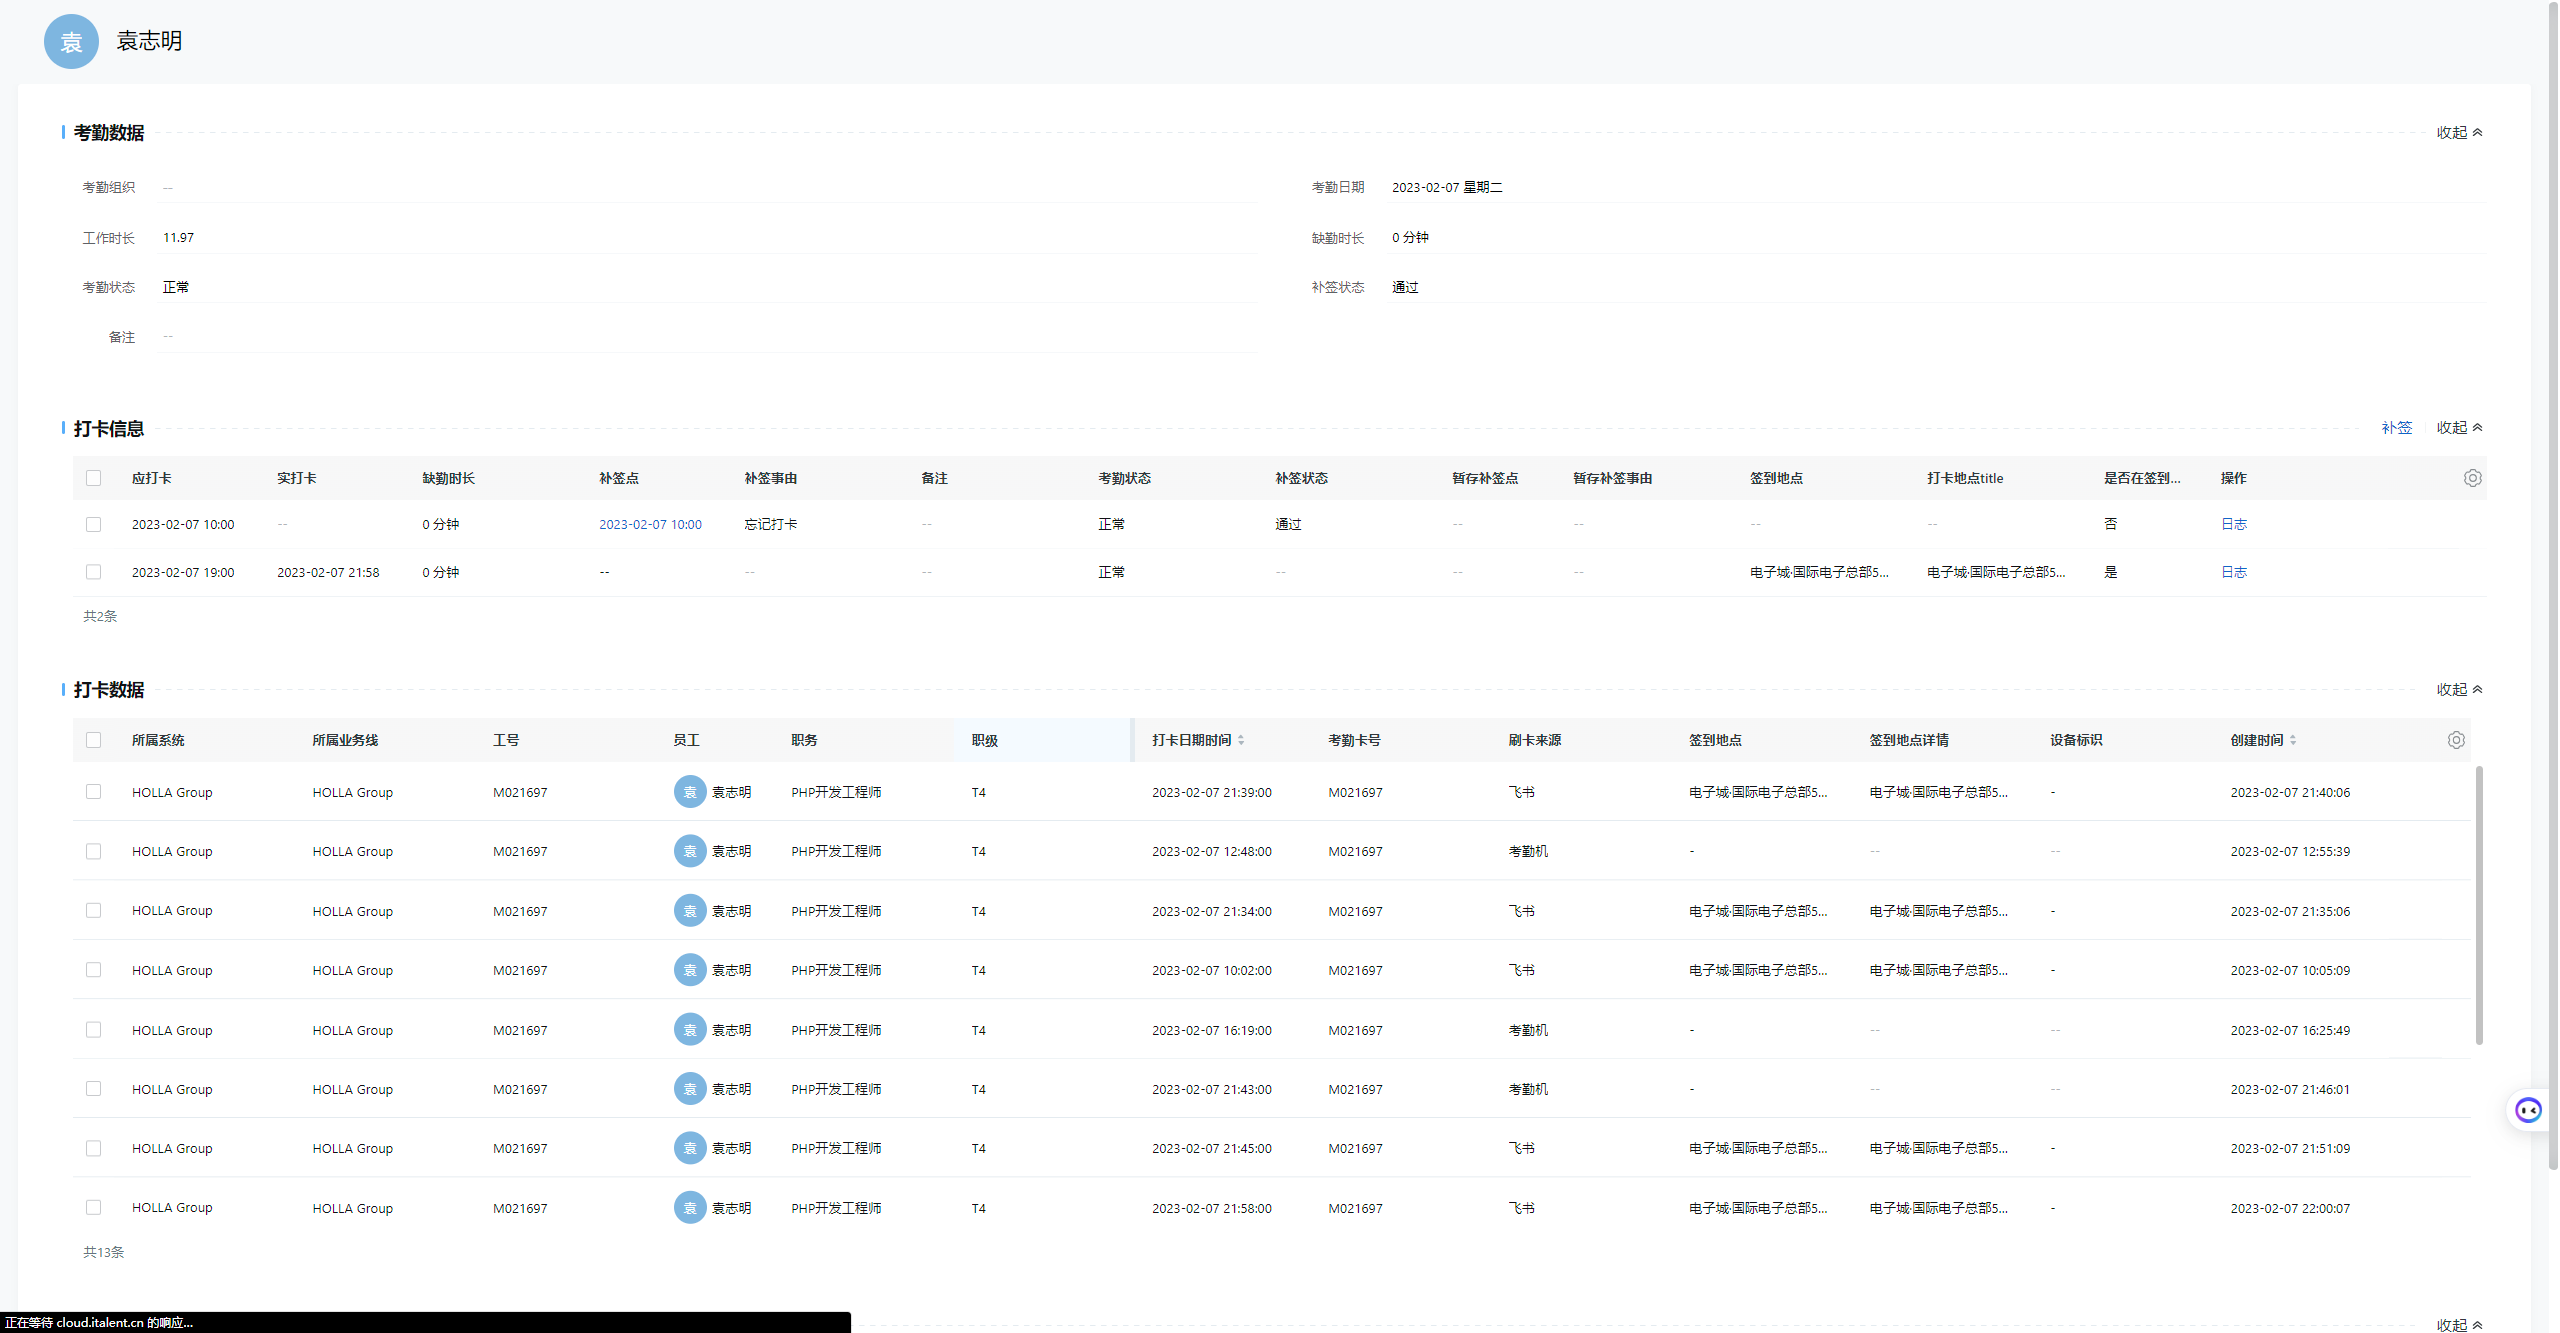 袁 袁志明
考勤数据 收起
考勤组织 -- 考勤日期 2023-02-07 星期二
工作时长 11.97 缺勤时长 0 分钟
考勤状态 正常 补签状态 通过
备注 --
打卡信息 补签 收起
应打卡 实打卡 缺勤时长 补签点 补签事由 备注 考勤状态 补签状态 暂存补签点 暂存补签事由 签到地点 打卡地点title 是否在签到... 操作
2023-02-07 10:00 -- 0 分钟 2023-02-07 10:00 忘记打卡 -- 正常 通过 -- -- -- -- 否 日志
2023-02-07 19:00 2023-02-07 21:58 0 分钟 -- -- -- 正常 -- -- -- 电子城·国际电子总部5... 电子城·国际电子总部5... 是 日志
共2条
打卡数据 收起
所属系统 所属业务线 工号 员工 职务 职级 打卡日期时间 考勤卡号 刷卡来源 签到地点 签到地点详情 设备标识 创建时间
HOLLA Group HOLLA Group M021697 袁 袁志明 PHP开发工程师 T4 2023-02-07 21:39:00 M021697 飞书 电子城·国际电子总部5... 电子城·国际电子总部5... - 2023-02-07 21:40:06
HOLLA Group HOLLA Group M021697 袁 袁志明 PHP开发工程师 T4 2023-02-07 12:48:00 M021697 考勤机 - -- -- 2023-02-07 12:55:39
HOLLA Group HOLLA Group M021697 袁 袁志明 PHP开发工程师 T4 2023-02-07 21:34:00 M021697 飞书 电子城·国际电子总部5... 电子城·国际电子总部5... - 2023-02-07 21:35:06
HOLLA Group HOLLA Group M021697 袁 袁志明 PHP开发工程师 T4 2023-02-07 10:02:00 M021697 飞书 电子城·国际电子总部5... 电子城·国际电子总部5... - 2023-02-07 10:05:09
HOLLA Group HOLLA Group M021697 袁 袁志明 PHP开发工程师 T4 2023-02-07 16:19:00 M021697 考勤机 - -- -- 2023-02-07 16:25:49
HOLLA Group HOLLA Group M021697 袁 袁志明 PHP开发工程师 T4 2023-02-07 21:43:00 M021697 考勤机 - -- -- 2023-02-07 21:46:01
HOLLA Group HOLLA Group M021697 袁 袁志明 PHP开发工程师 T4 2023-02-07 21:45:00 M021697 飞书 电子城·国际电子总部5... 电子城·国际电子总部5... - 2023-02-07 21:51:09
HOLLA Group HOLLA Group M021697 袁 袁志明 PHP开发工程师 T4 2023-02-07 21:58:00 M021697 飞书 电子城·国际电子总部5... 电子城·国际电子总部5... - 2023-02-07 22:00:07
共13条
正在等待 cloud.italent.cn 的响应... 收起